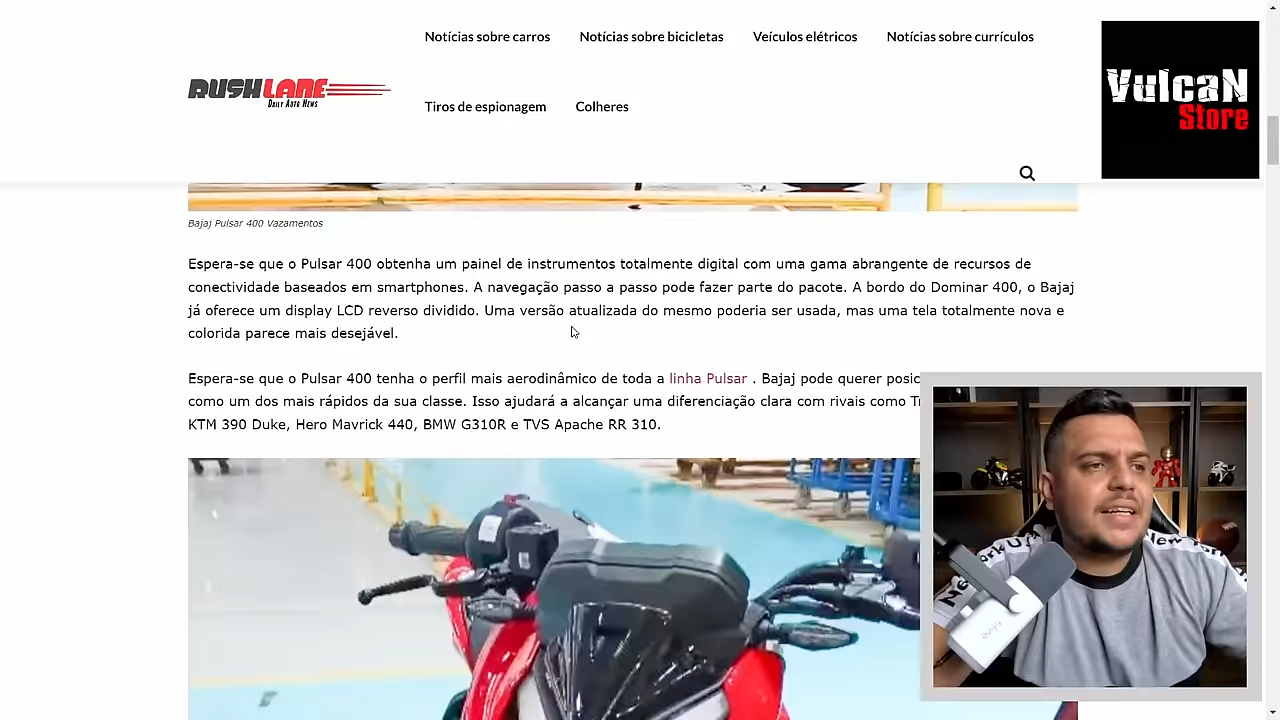 Notícias sobre carros
Notícias sobre bicicletas
Veículos elétricos
Notícias sobre currículos
RUSHLANE
DAILY AUTO NEWS
Tiros de espionagem
Colheres
VulcaN
Store
Bajaj Pulsar 400 Vazamentos
Espera-se que o Pulsar 400 obtenha um painel de instrumentos totalmente digital com uma gama abrangente de recursos de
conectividade baseados em smartphones. A navegação passo a passo pode fazer parte do pacote. A bordo do Dominar 400, o Bajaj
já oferece um display LCD reverso dividido. Uma versão atualizada do mesmo poderia ser usada, mas uma tela totalmente nova e
colorida parece mais desejável.
Espera-se que o Pulsar 400 tenha o perfil mais aerodinâmico de toda a linha Pulsar . Bajaj pode querer
como um dos mais rápidos da sua classe. Isso ajudará a alcançar uma diferenciação clara com rivais como
KTM 390 Duke, Hero Mavrick 440, BMW G310R e TVS Apache RR 310.